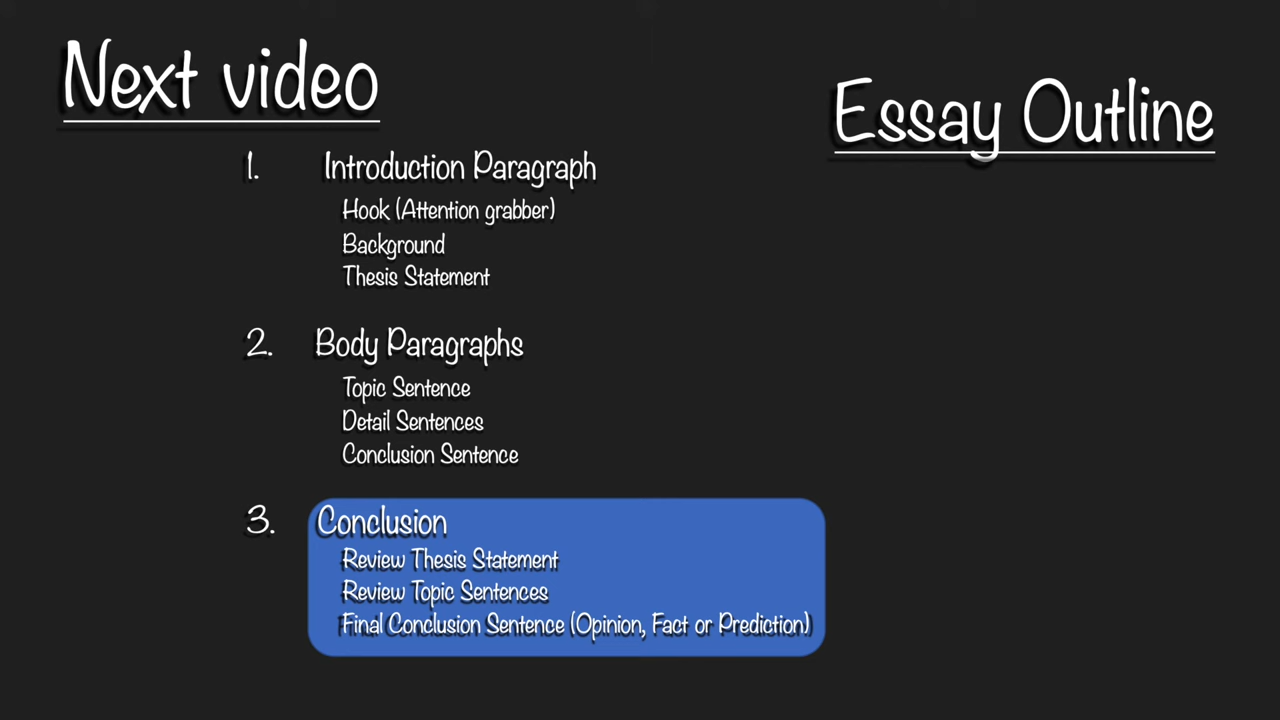 Next video
Essay Outline
1. Introduction Paragraph
Hook (Attention grabber)
Background
Thesis Statement
2. Body Paragraphs
Topic Sentence
Detail Sentences
Conclusion Sentence
3. Conclusion
Review Thesis Statement
Review Topic Sentences
Final Conclusion Sentence (Opinion, Fact or Prediction)